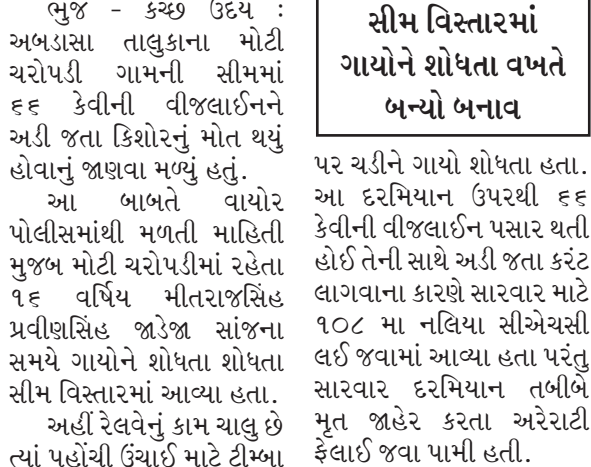 ભુજ - કચ્છ ઉદય :
અબડાસા તાલુકાના મોટી
ચરોપડી ગામની સીમમાં
૬૬ કેવીની વીજલાઈનને
અડી જતા કિશોરનું મોત થયું
હોવાનું જાણવા મળ્યું હતું.
આ બાબતે વાયોર
પોલીસમાંથી મળતી માહિતી
મુજબ મોટી ચરોપડીમાં રહેતા
૧૬ વર્ષિય મીતરાજસિંહ
પ્રવીણસિંહ જાડેજા સાંજના
સમયે ગાયોને શોધતા શોધતા
સીમ વિસ્તારમાં આવ્યા હતા.
અહીં રેલવેનું કામ ચાલુ છે
ત્યાં પહોંચી ઉંચાઈ માટે ટીમ્બા
સીમ વિસ્તારમાં
ગાયોને શોધતા વખતે
બન્યો બનાવ
પર ચડીને ગાયો શોધતા હતા.
આ દરમિયાન ઉપરથી ૬૬
કેવીની વીજલાઈન પસાર થતી
હોઈ તેની સાથે અડી જતા કરંટ
લાગવાના કારણે સારવાર માટે
૧૦૮ મા નલિયા સીએચસી
લઈ જવામાં આવ્યા હતા પરંતુ
સારવાર દરમિયાન તબીબે
મૃત જાહેર કરતા અરેરાટી
ફેલાઈ જવા પામી હતી.